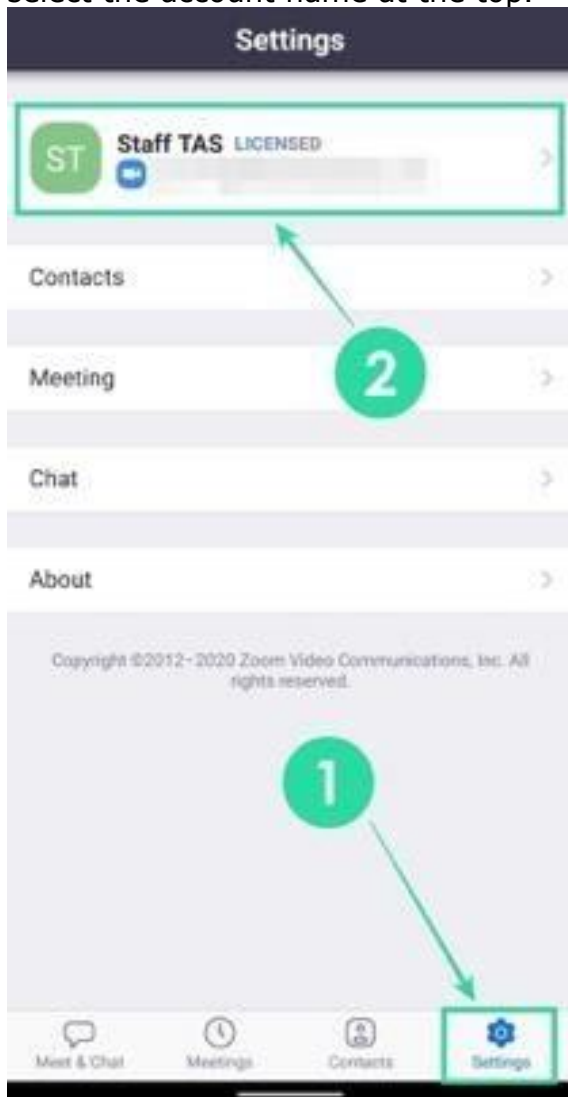 select the account name at the top.
Settings
ST
Staff TAS LICENSED
Contacts
2
Meeting
Chat
About
Copyright ©2012-2020 Zoom Video Communications, Inc. All
rights reserved.
1
Meet & Chat Meetings Contacts Settings